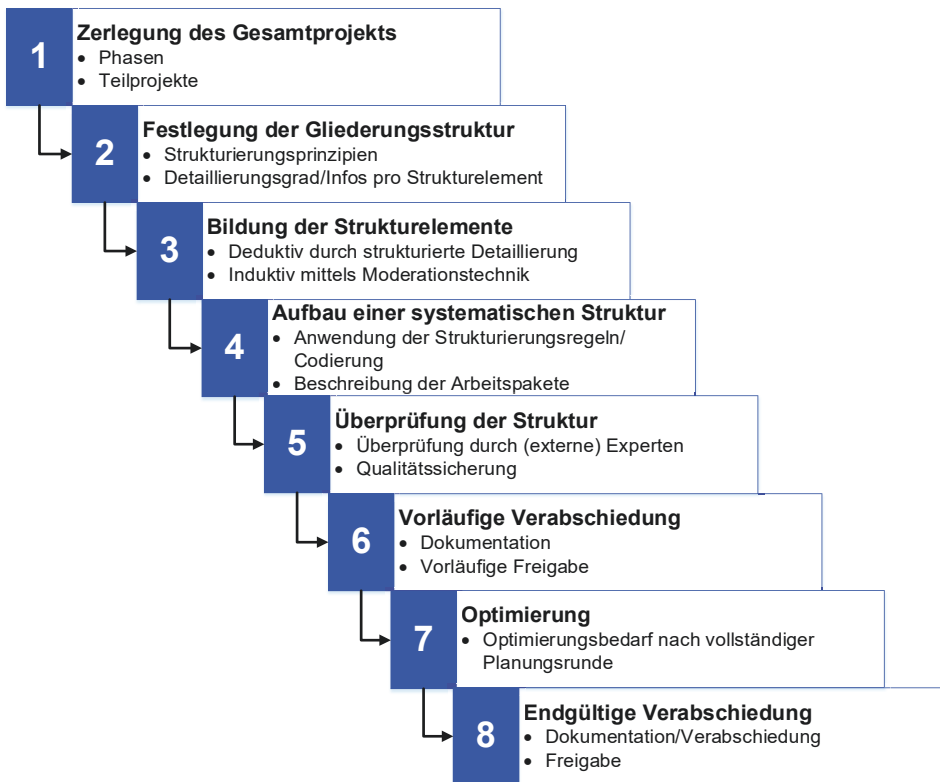 1
Zerlegung des Gesamtprojekts
• Phasen
• Teilprojekte
2
Festlegung der Gliederungsstruktur
• Strukturierungsprinzipien
• Detaillierungsgrad/Infos pro Strukturelement
3
Bildung der Strukturelemente
• Deduktiv durch strukturierte Detaillierung
• Induktiv mittels Moderationstechnik
4
Aufbau einer systematischen Struktur
• Anwendung der Strukturierungsregeln/
Codierung
• Beschreibung der Arbeitspakete
5
Überprüfung der Struktur
• Überprüfung durch (externe) Experten
• Qualitätssicherung
6
Vorläufige Verabschiedung
• Dokumentation
• Vorläufige Freigabe
7
Optimierung
• Optimierungsbedarf nach vollständiger
Planungsrunde
8
Endgültige Verabschiedung
• Dokumentation/Verabschiedung
• Freigabe